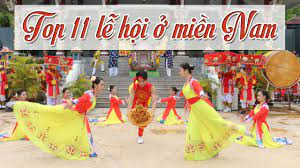 Top 11 lễ hội ở miền Nam